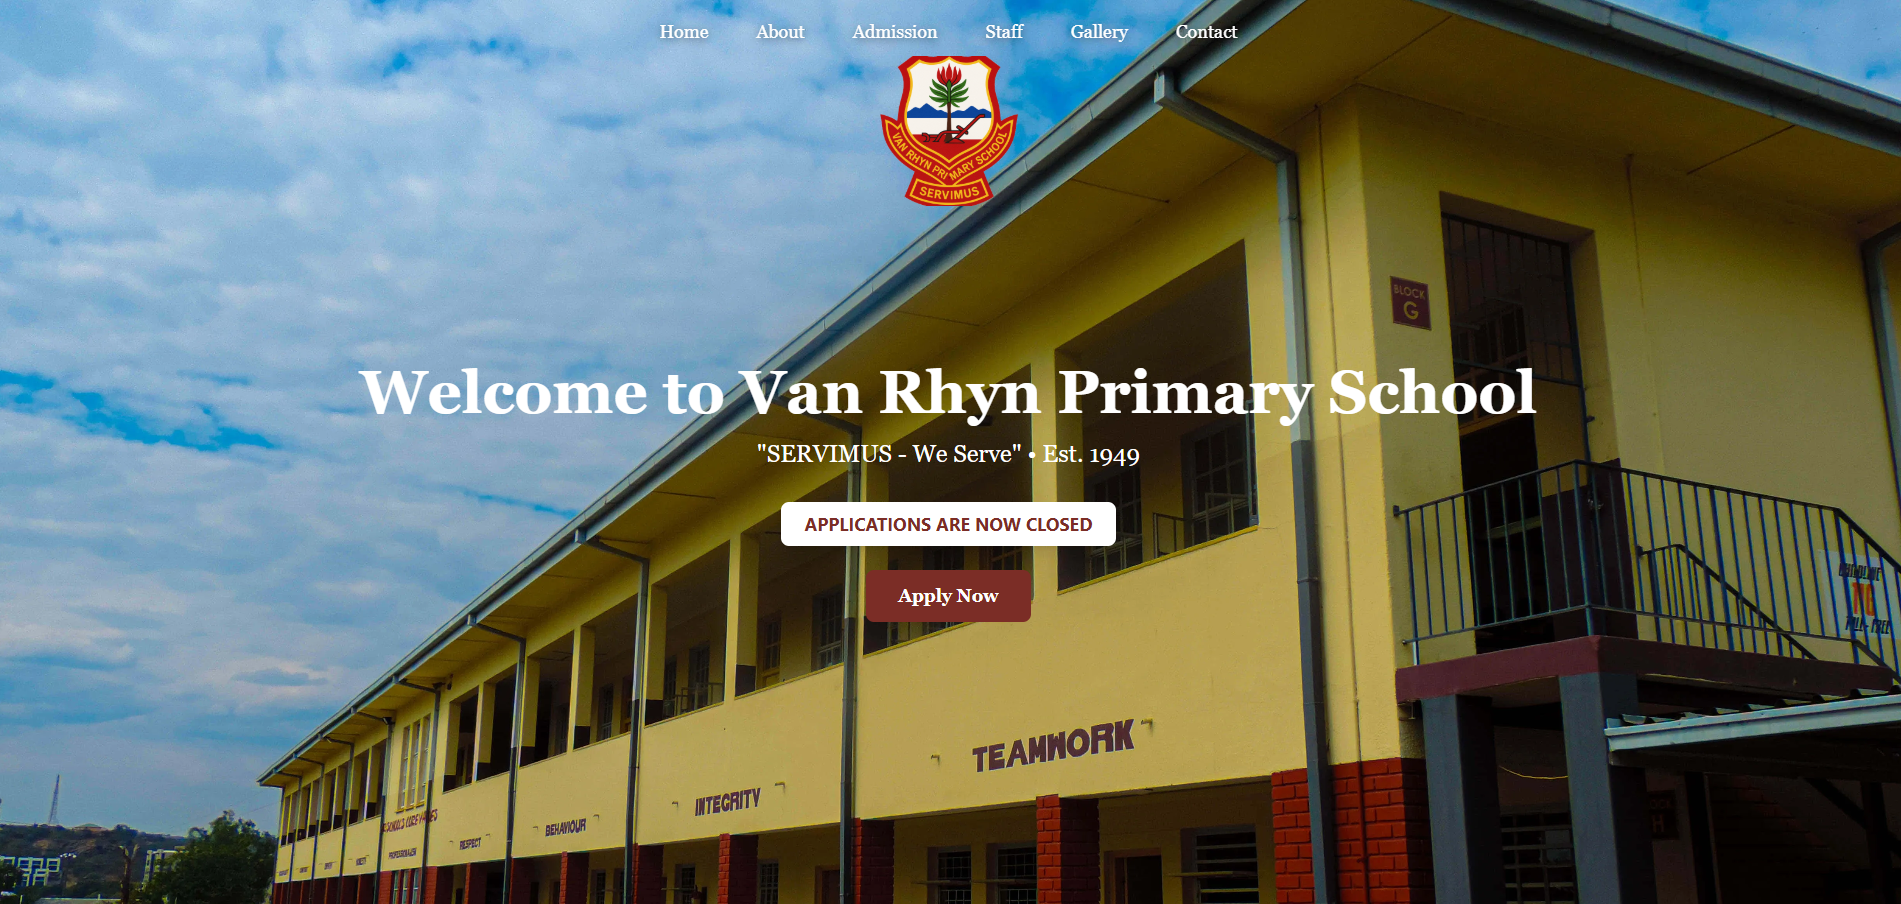 Home About Admission Staff Gallery Contact
VAN RHYN PRIMARY SCHOOL
SERVIMUS
BLOCK
G
Welcome to Van Rhyn Primary School
"SERVIMUS - We Serve" • Est. 1949
APPLICATIONS ARE NOW CLOSED
Apply Now
TEAMWORK
INTEGRITY
BEHAVIOUR
RESPECT